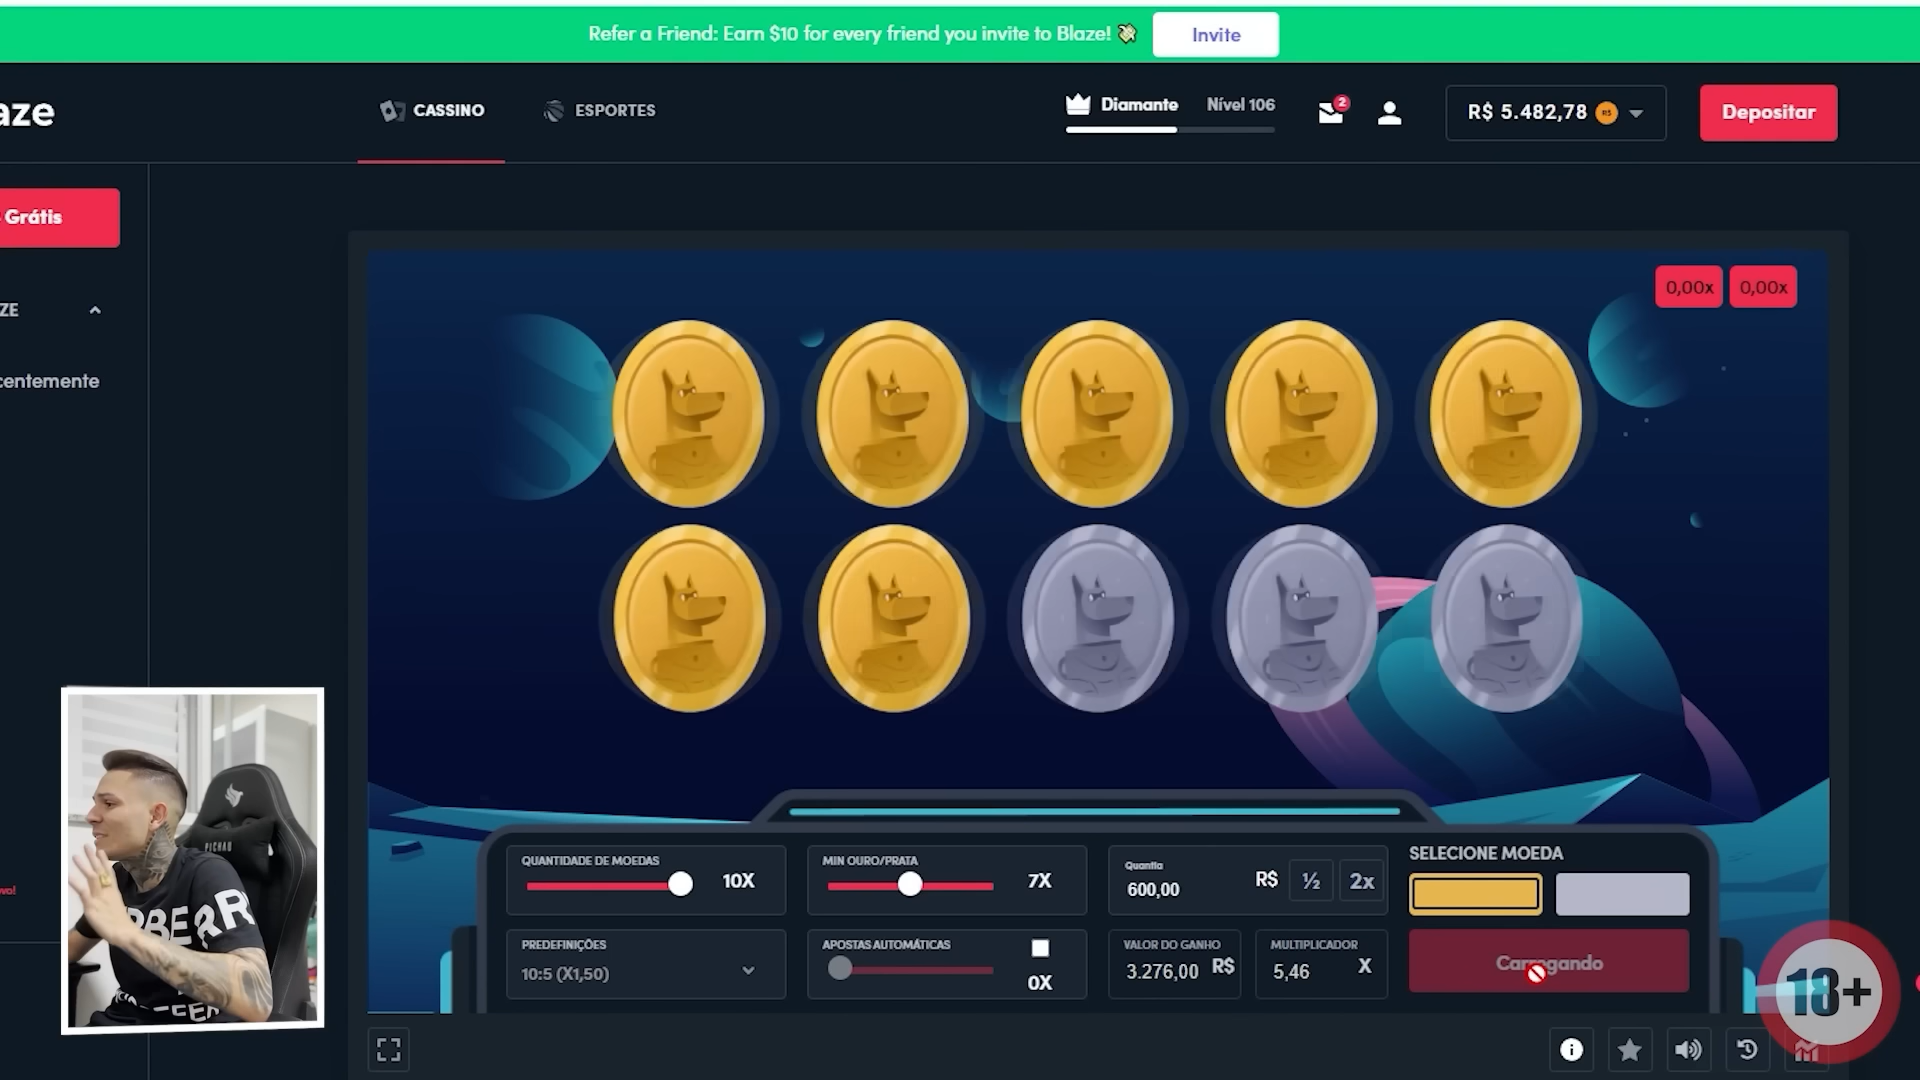 Refer a Friend: Earn $10 for every friend you invite to Blaze!
Invite
aze
CASSINO
ESPORTES
Diamante
Nível 106
2
R$ 5.482,78
R$
Depositar
Grátis
ZE
centemente
0,00x
0,00x
PICHAU
QUANTIDADE DE MOEDAS
10X
MIN OURO/PRATA
7X
Quantia
600,00
R$
½
2x
SELECIONE MOEDA
PREDEFINIÇÕES
10:5 (X1,50)
APOSTAS AUTOMÁTICAS
0X
VALOR DO GANHO
3.276,00 R$
MULTIPLICADOR
5,46
X
Carregando
18+
vo!